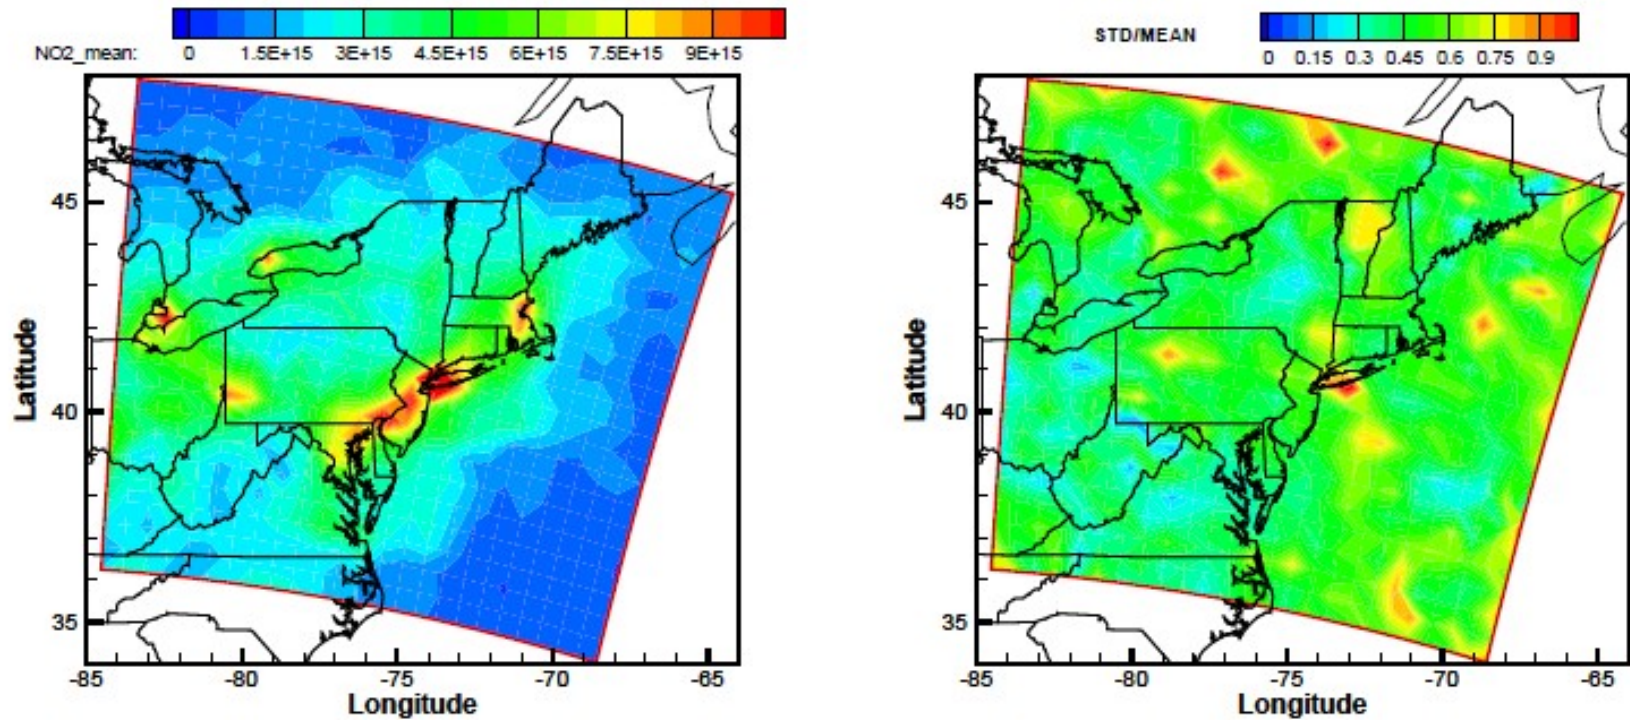 NO2_mean: 0 1.5E+15 3E+15 4.5E+15 6E+15 7.5E+15 9E+15
STD/MEAN
0 0.15 0.3 0.45 0.6 0.75 0.9
45
40
35
Latitude
-85 -80 -75 -70 -65
Longitude
45
40
35
Latitude
-85 -80 -75 -70 -65
Longitude